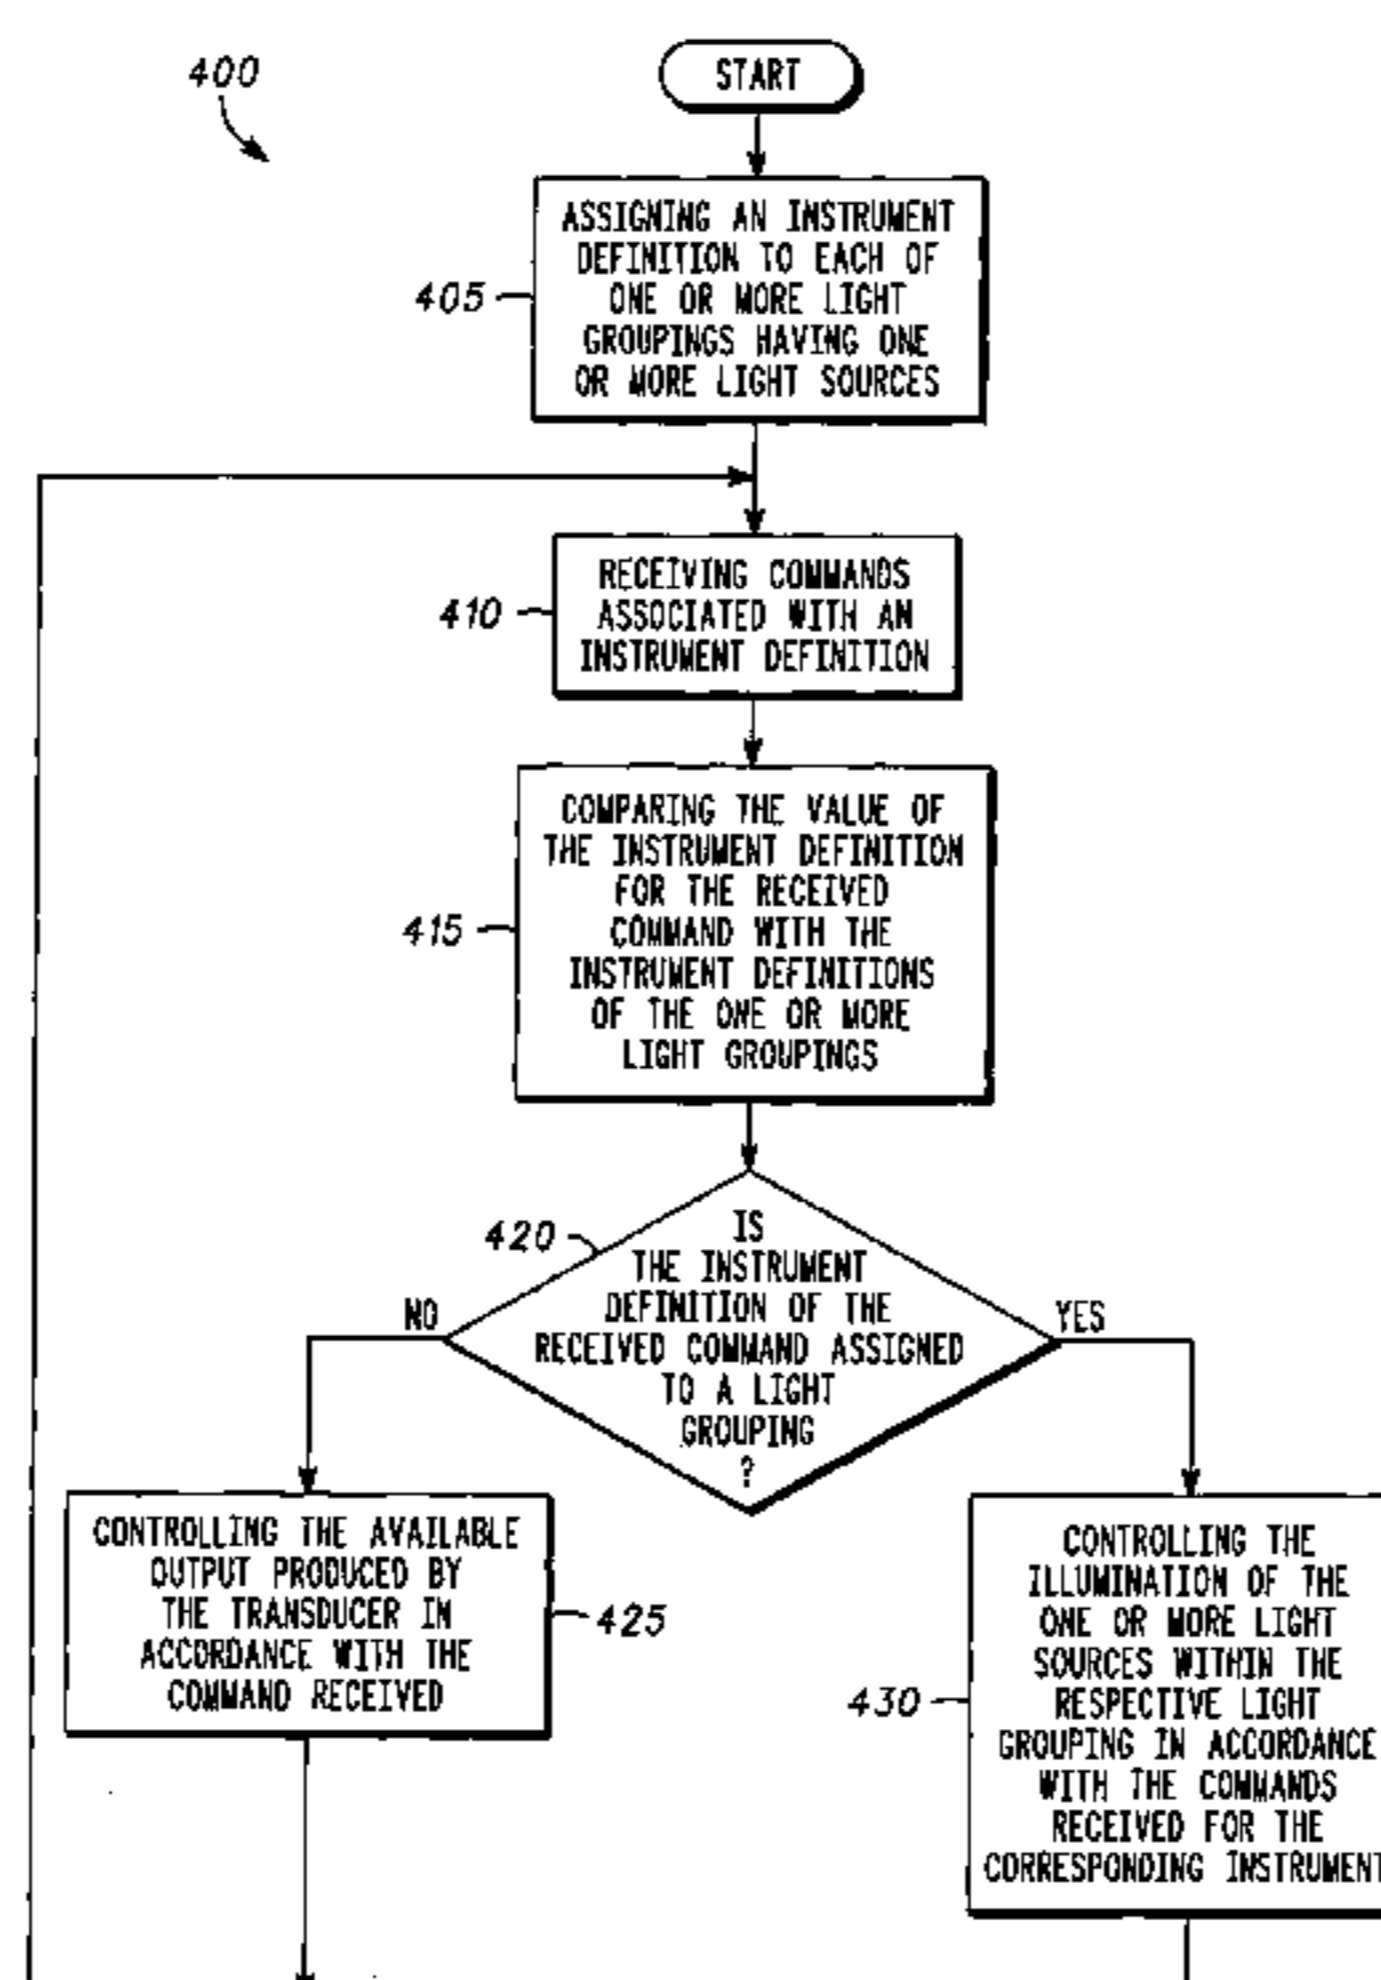 400
START
ASSIGNING AN INSTRUMENT
DEFINITION TO EACH OF
ONE OR MORE LIGHT
GROUPINGS HAVING ONE
OR MORE LIGHT SOURCES
405
RECEIVING COMMANDS
ASSOCIATED WITH AN
INSTRUMENT DEFINITION
410
COMPARING THE VALUE OF
THE INSTRUMENT DEFINITION
FOR THE RECEIVED
COMMAND WITH THE
INSTRUMENT DEFINITIONS
OF THE ONE OR MORE
LIGHT GROUPINGS
415
420
IS
THE INSTRUMENT
DEFINITION OF THE
RECEIVED COMMAND ASSIGNED
TO A LIGHT
GROUPING
?
NO
YES
CONTROLLING THE AVAILABLE
OUTPUT PRODUCED BY
THE TRANSDUCER IN
ACCORDANCE WITH THE
COMMAND RECEIVED
425
430
CONTROLLING THE
ILLUMINATION OF THE
ONE OR MORE LIGHT
SOURCES WITHIN THE
RESPECTIVE LIGHT
GROUPING IN ACCORDANCE
WITH THE COMMANDS
RECEIVED FOR THE
CORRESPONDING INSTRUMENT